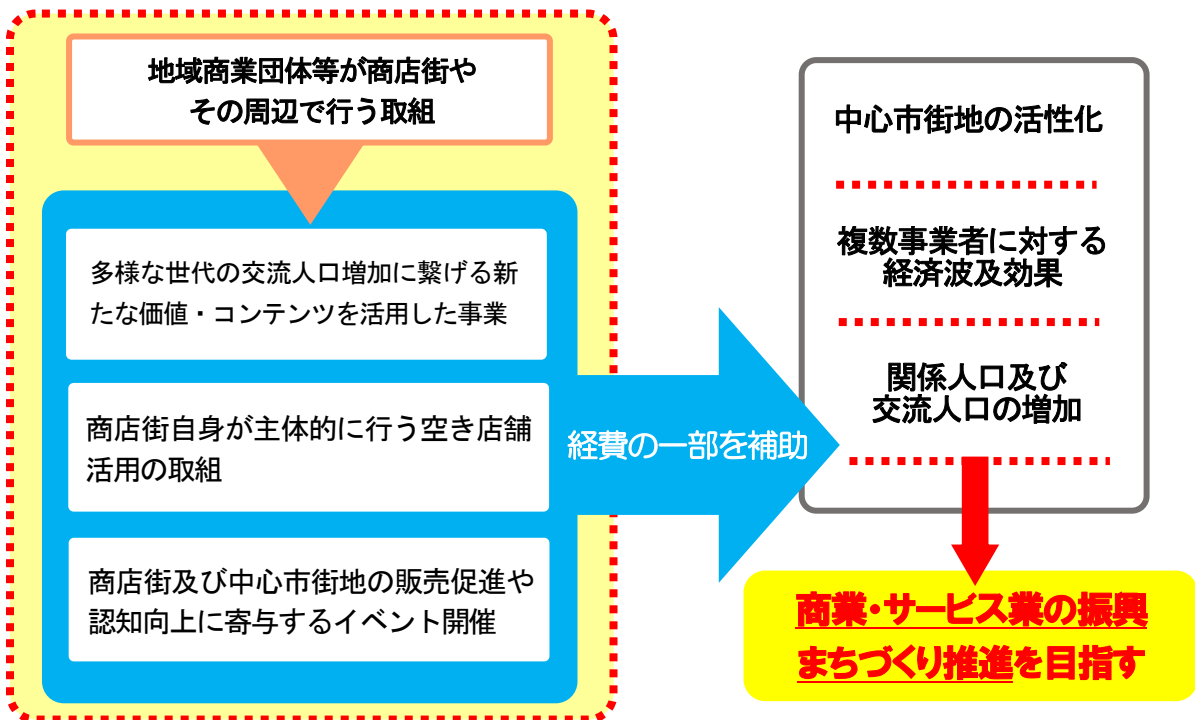 地域商業団体等が商店街や
その周辺で行う取組
多様な世代の交流人口増加に繋げる新
たな価値・コンテンツを活用した事業
商店街自身が主体的に行う空き店舗
活用の取組
商店街及び中心市街地の販売促進や
認知向上に寄与するイベント開催
経費の一部を補助
中心市街地の活性化
複数事業者に対する
経済波及効果
関係人口及び
交流人口の増加
商業・サービス業の振興
まちづくり推進を目指す